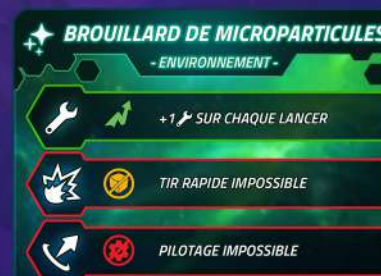 BROUILLARD DE MICROPARTICULES
- ENVIRONNEMENT -
+1 SUR CHAQUE LANCER
TIR RAPIDE IMPOSSIBLE
PILOTAGE IMPOSSIBLE